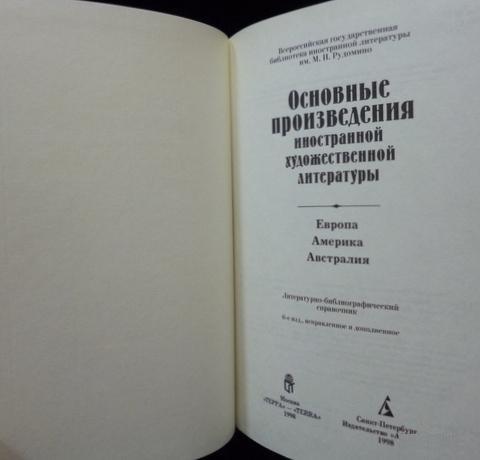 Всероссийская государственная
библиотека иностранной литературы
им. М. И. Рудомино
Основные
произведения
иностранной
художественной
литературы
Европа
Америка
Австралия
Литературно-библиографический
справочник
6-е изд., исправленное и дополненное
Москва
«ТЕРРА» — «TERRA»
1998
Санкт-Петербург
Издательство «А
1998